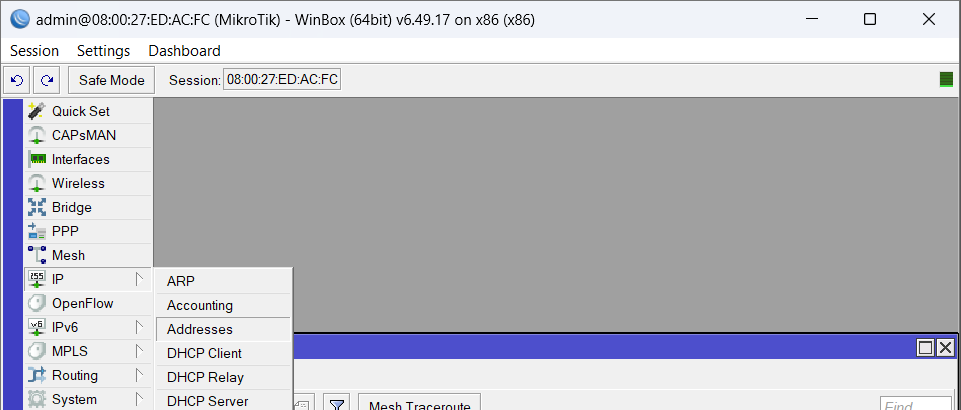 admin@08:00:27:ED:AC:FC (MikroTik) - WinBox (64bit) v6.49.17 on x86 (x86)
Session Settings Dashboard
Safe Mode Session: 08:00:27:ED:AC:FC
Quick Set
CAPsMAN
Interfaces
Wireless
Bridge
PPP
Mesh
255 IP ARP
OpenFlow Accounting
v6 IPv6 Addresses
MPLS DHCP Client
Routing DHCP Relay
System DHCP Server Mesh Traceroute Find